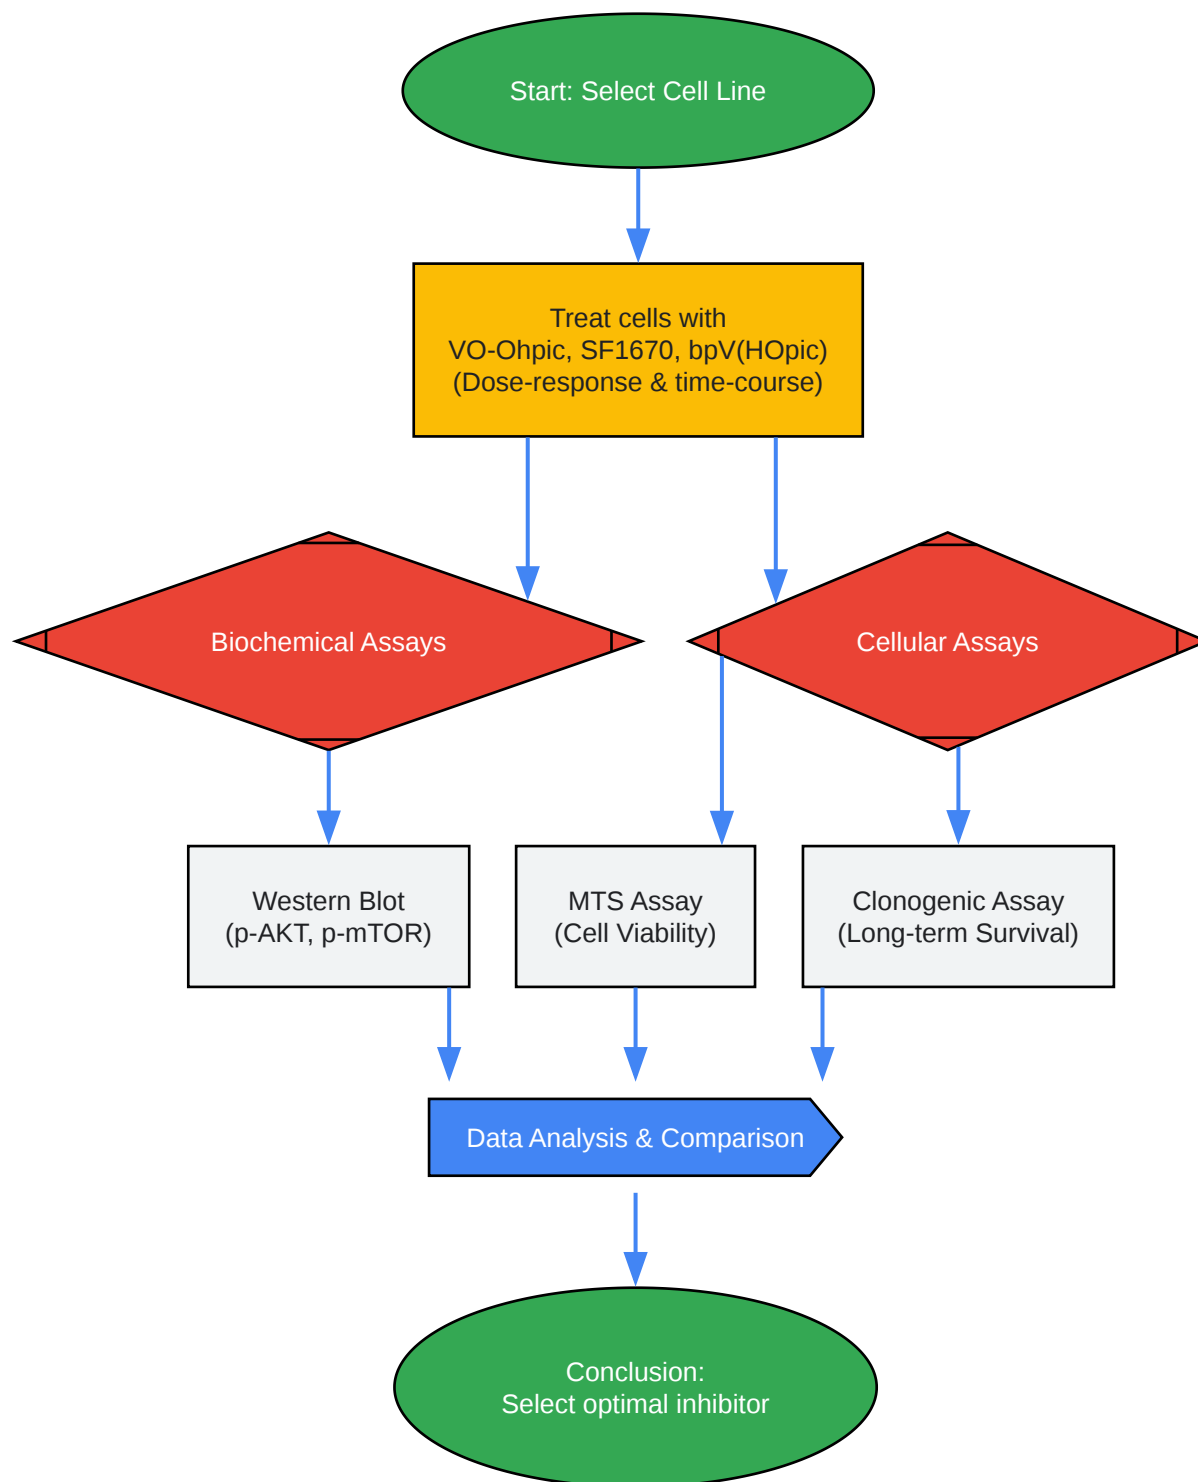 Start: Select Cell Line
Treat cells with
VO-Ohpic, SF1670, bpV(HOpic)
(Dose-response & time-course)
Biochemical Assays
Cellular Assays
Western Blot
(p-AKT, p-mTOR)
MTS Assay
(Cell Viability)
Clonogenic Assay
(Long-term Survival)
Data Analysis & Comparison
Conclusion:
Select optimal inhibitor